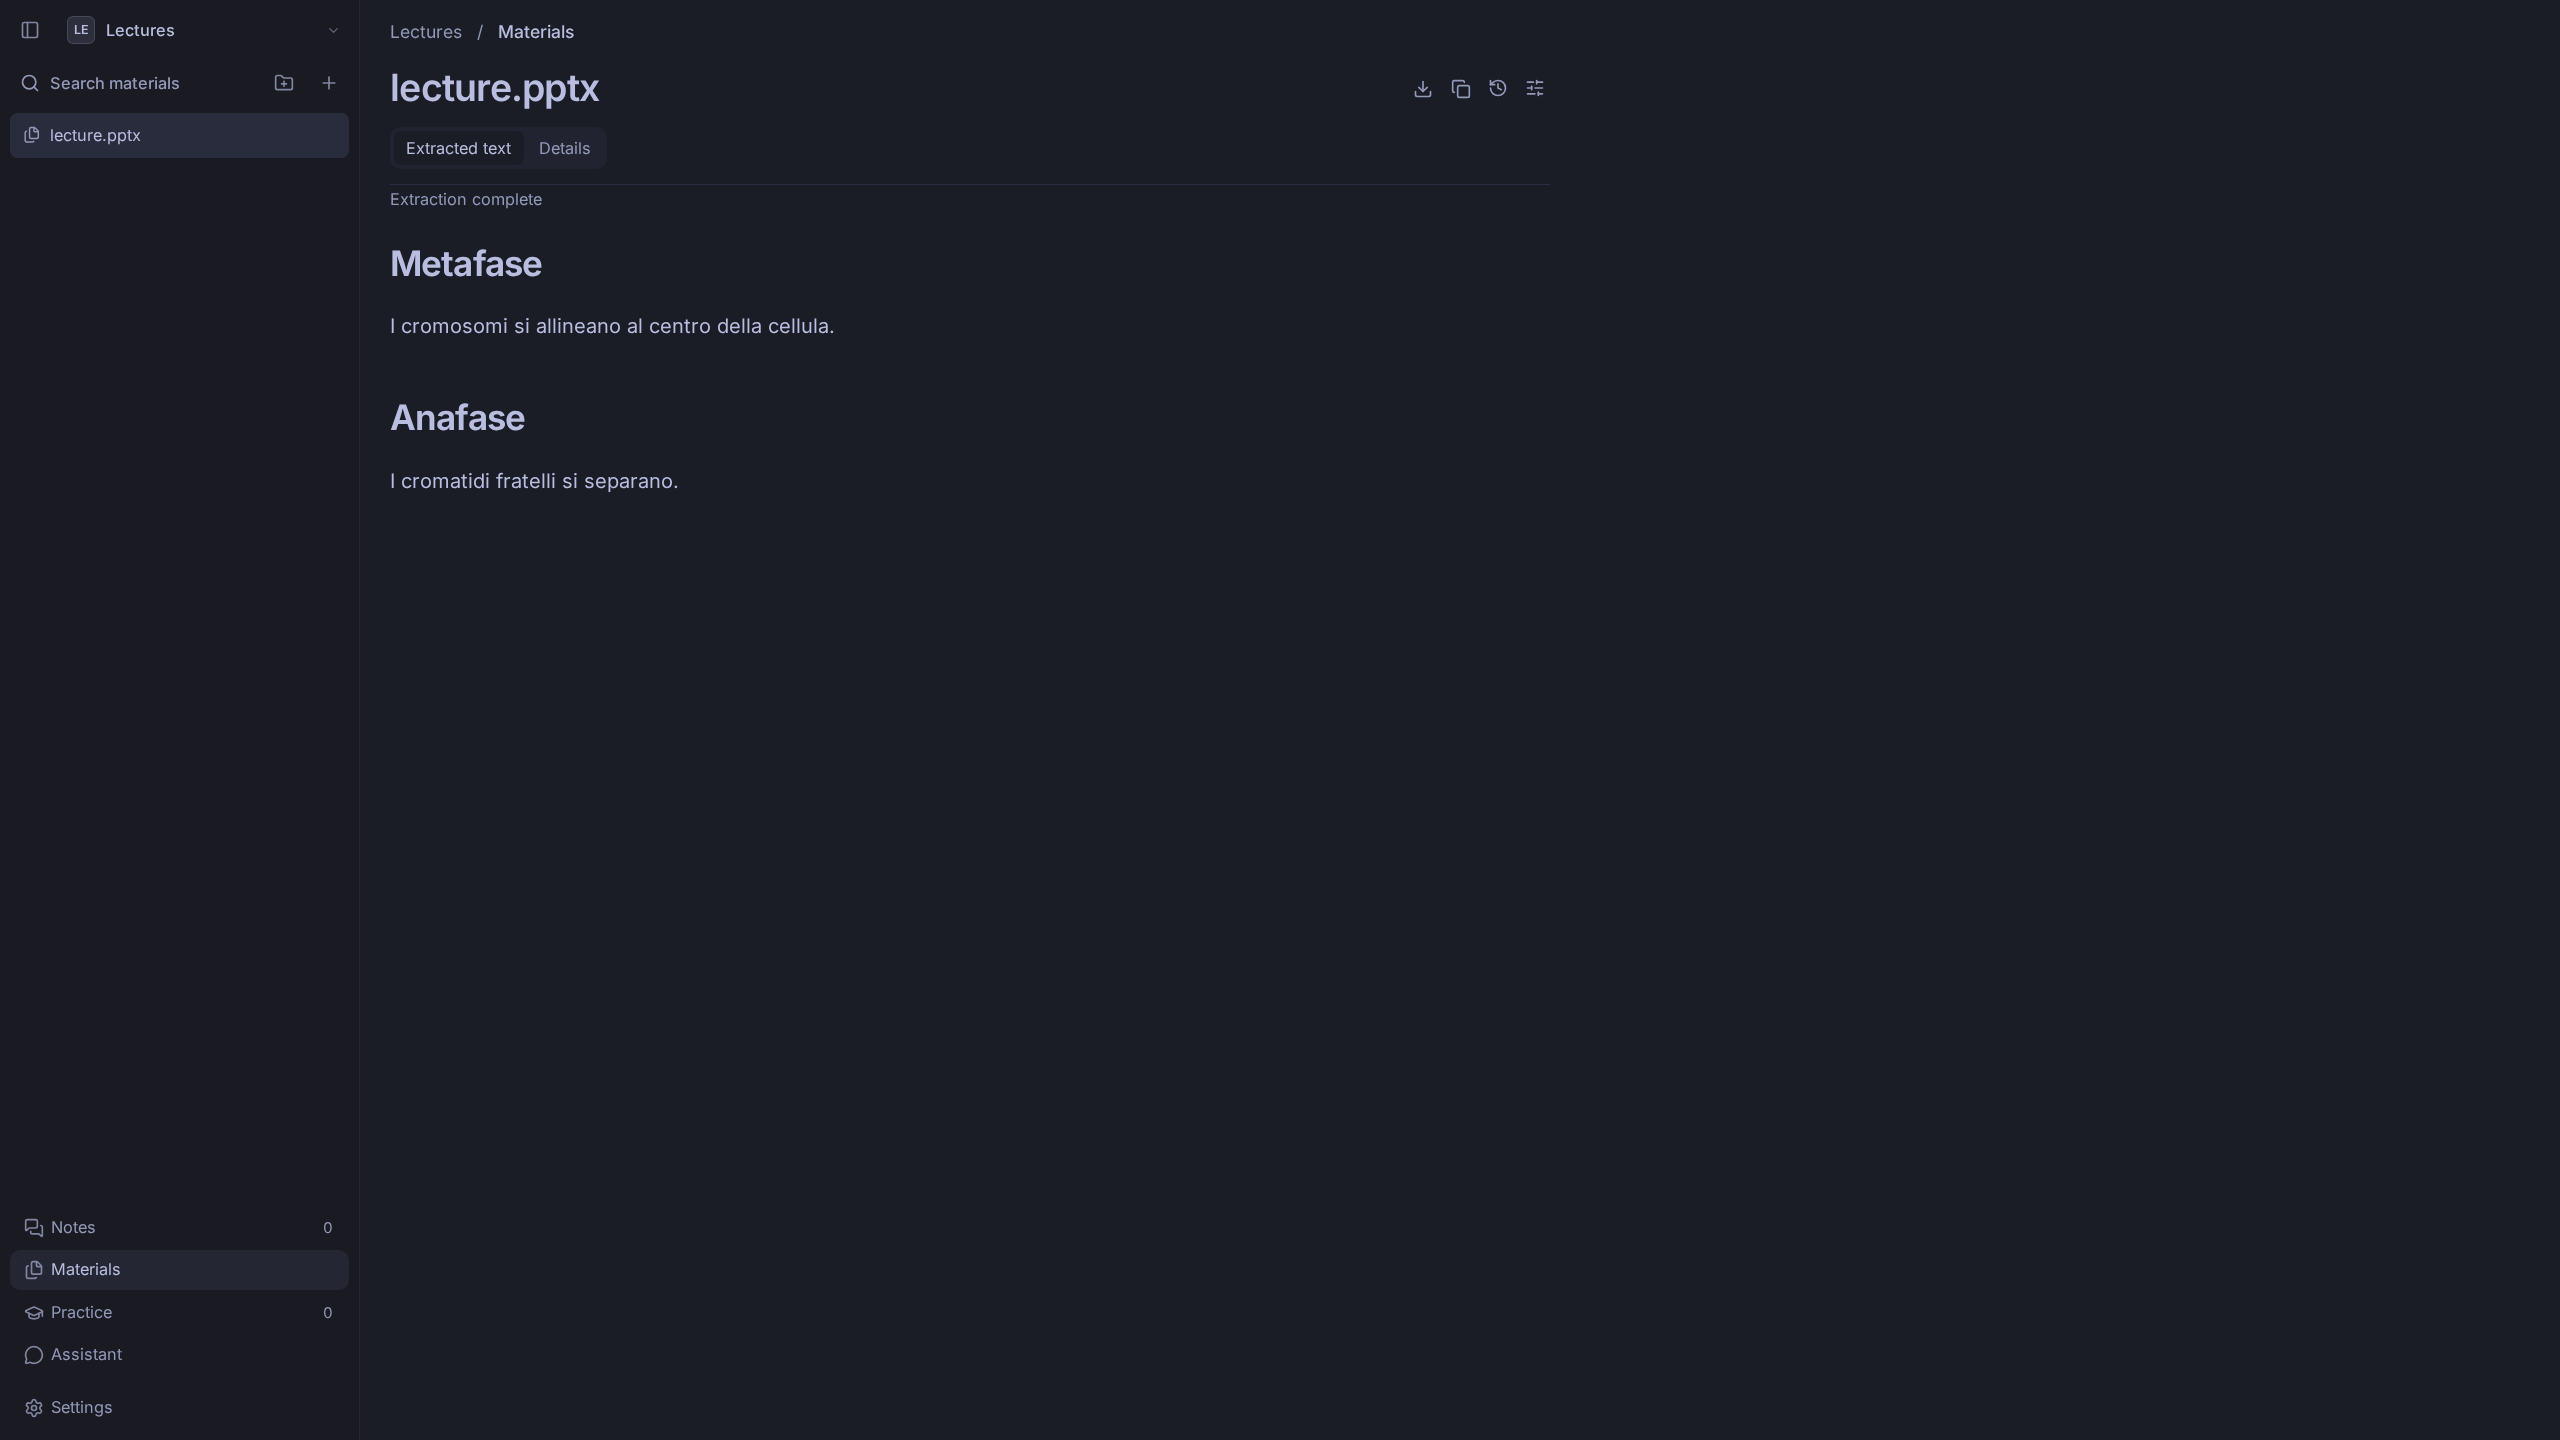 LE Lectures
Search materials
lecture.pptx
Notes 0
Materials
Practice 0
Assistant
Settings
Lectures / Materials
lecture.pptx
Extracted text Details
Extraction complete
Metafase
I cromosomi si allineano al centro della cellula.
Anafase
I cromatidi fratelli si separano.